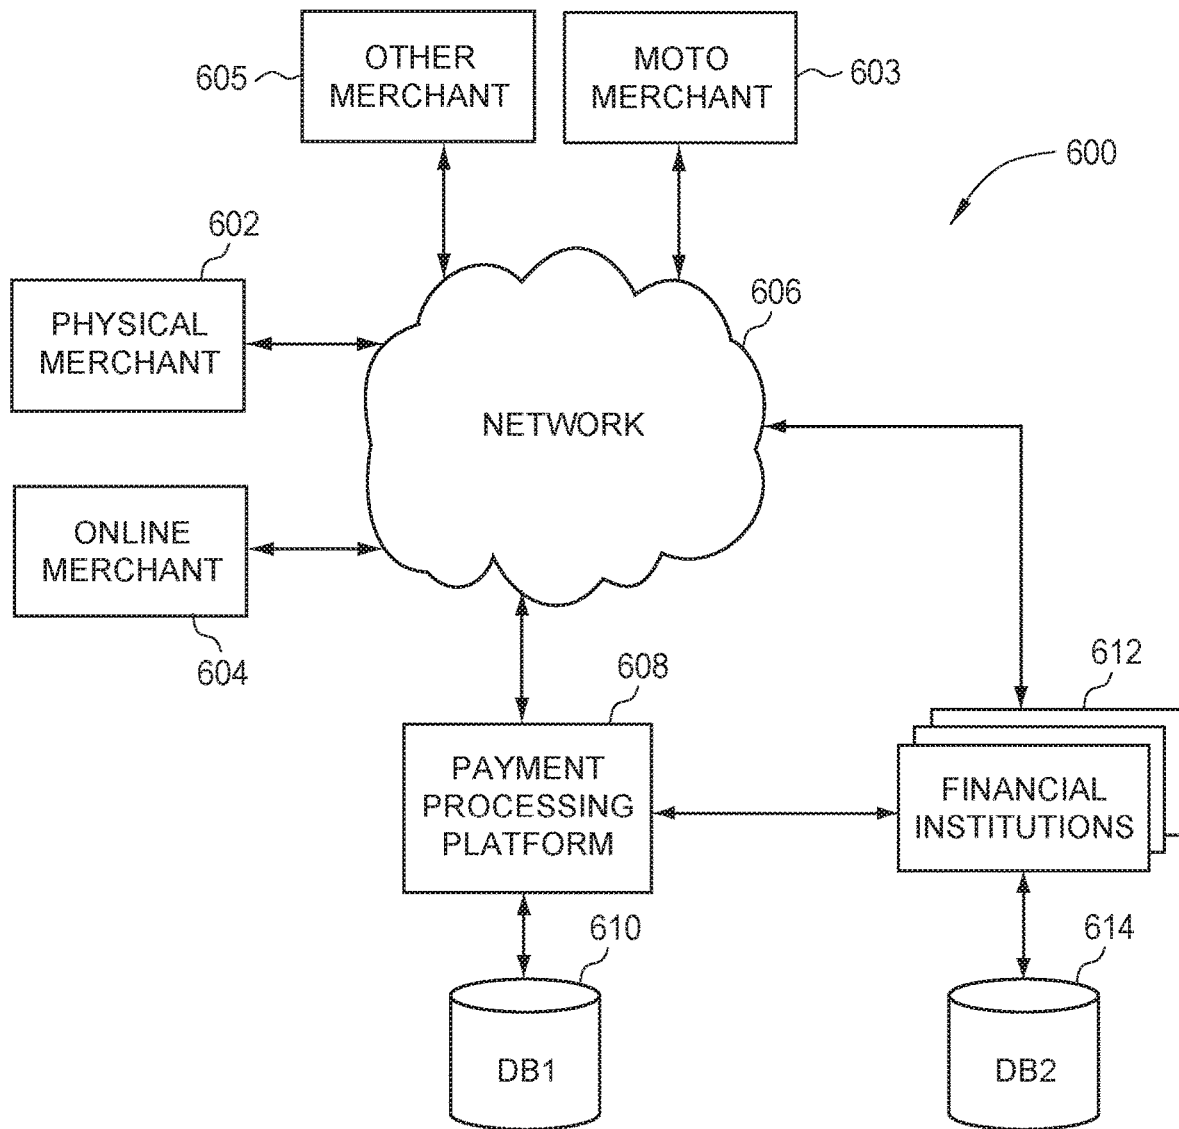 605
OTHER
MERCHANT
MOTO
MERCHANT
603
600
602
PHYSICAL
MERCHANT
606
NETWORK
ONLINE
MERCHANT
604
608
PAYMENT
PROCESSING
PLATFORM
612
FINANCIAL
INSTITUTIONS
610
DB1
614
DB2